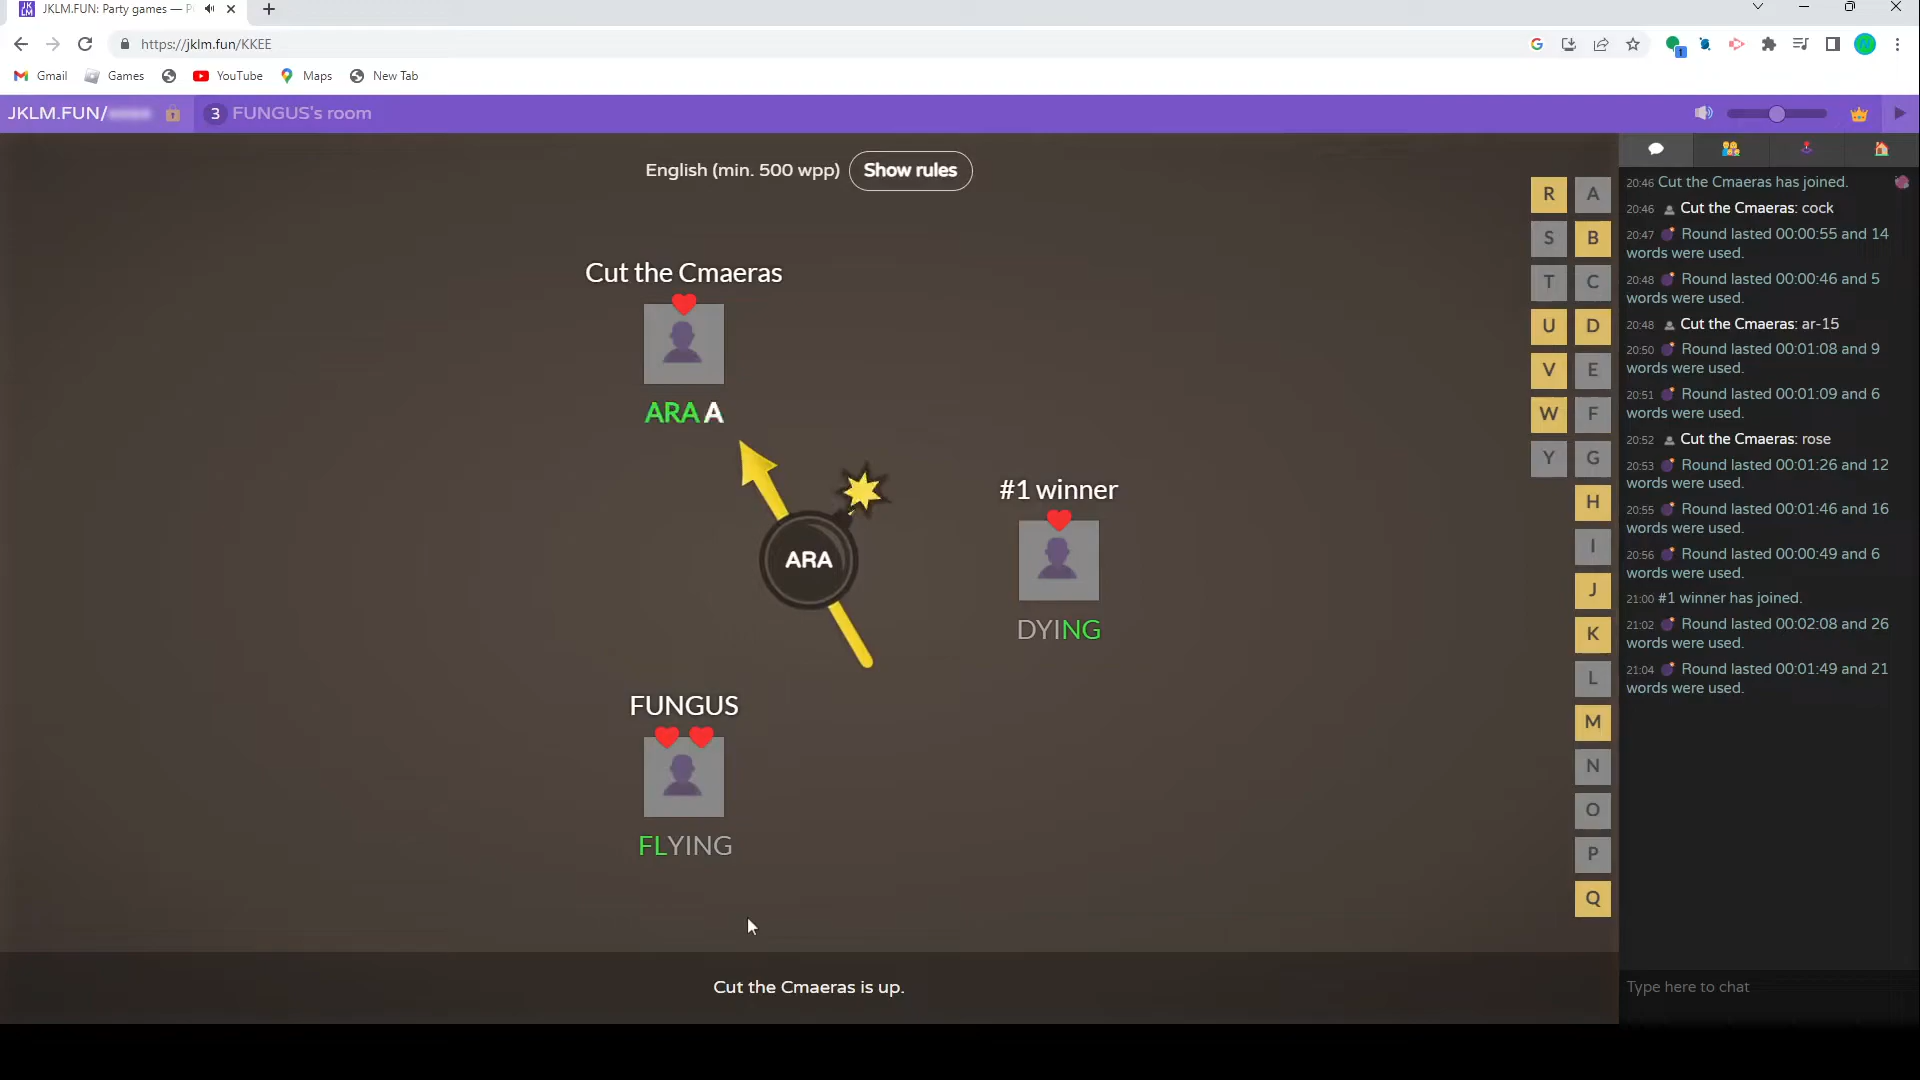 JKLM.FUN: Party games — P
https://jklm.fun/KKEE
Gmail
Games
YouTube
Maps
New Tab
JKLM.FUN/
3 FUNGUS's room
English (min. 500 wpp) Show rules
Cut the Cmaeras
ARA A
ARA
#1 winner
DYING
FUNGUS
FLYING
Cut the Cmaeras is up.
R A
S B
T C
U D
V E
W F
Y G
H
I
J
K
L
M
N
O
P
Q
20:46 Cut the Cmaeras has joined.
20:46 Cut the Cmaeras: cock
20:47 Round lasted 00:00:55 and 14
words were used.
20:48 Round lasted 00:00:46 and 5
words were used.
20:48 Cut the Cmaeras: ar-15
20:50 Round lasted 00:01:08 and 9
words were used.
20:51 Round lasted 00:01:09 and 6
words were used.
20:52 Cut the Cmaeras: rose
20:53 Round lasted 00:01:26 and 12
words were used.
20:55 Round lasted 00:01:46 and 16
words were used.
20:56 Round lasted 00:00:49 and 6
words were used.
21:00 #1 winner has joined.
21:02 Round lasted 00:02:08 and 26
words were used.
21:04 Round lasted 00:01:49 and 21
words were used.
Type here to chat